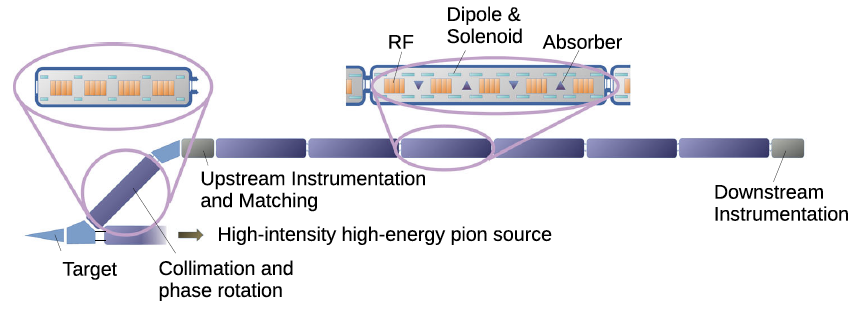 Dipole &
Solenoid
RF
Absorber
Upstream Instrumentation
and Matching
Downstream
Instrumentation
High-intensity high-energy pion source
Target
Collimation and
phase rotation